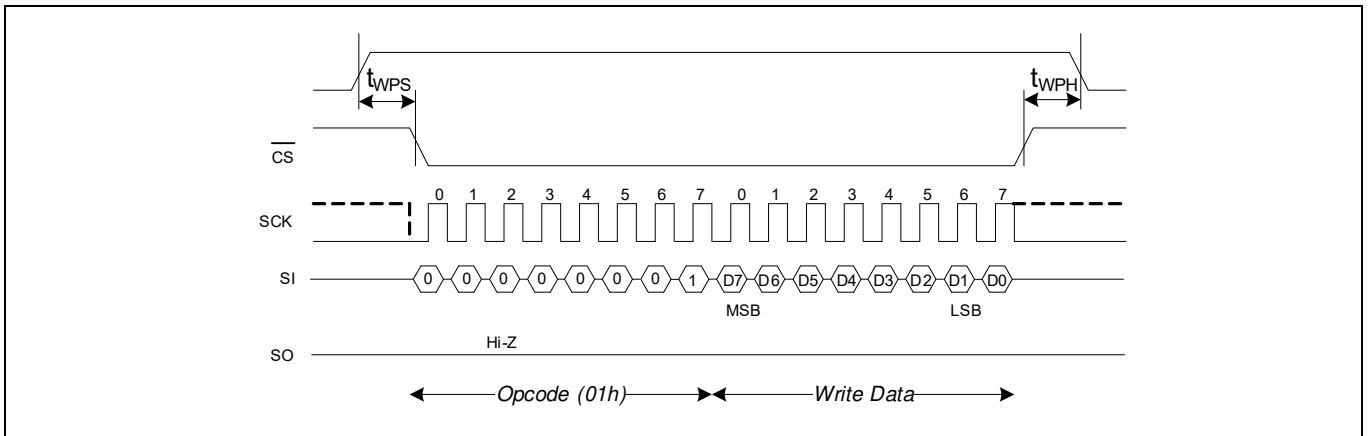 tWPS tWPH
CS
0 1 2 3 4 5 6 7 0 1 2 3 4 5 6 7
SCK
SI 0 0 0 0 0 0 0 1 D7 D6 D5 D4 D3 D2 D1 D0
MSB LSB
Hi-Z
SO
Opcode (01h) Write Data